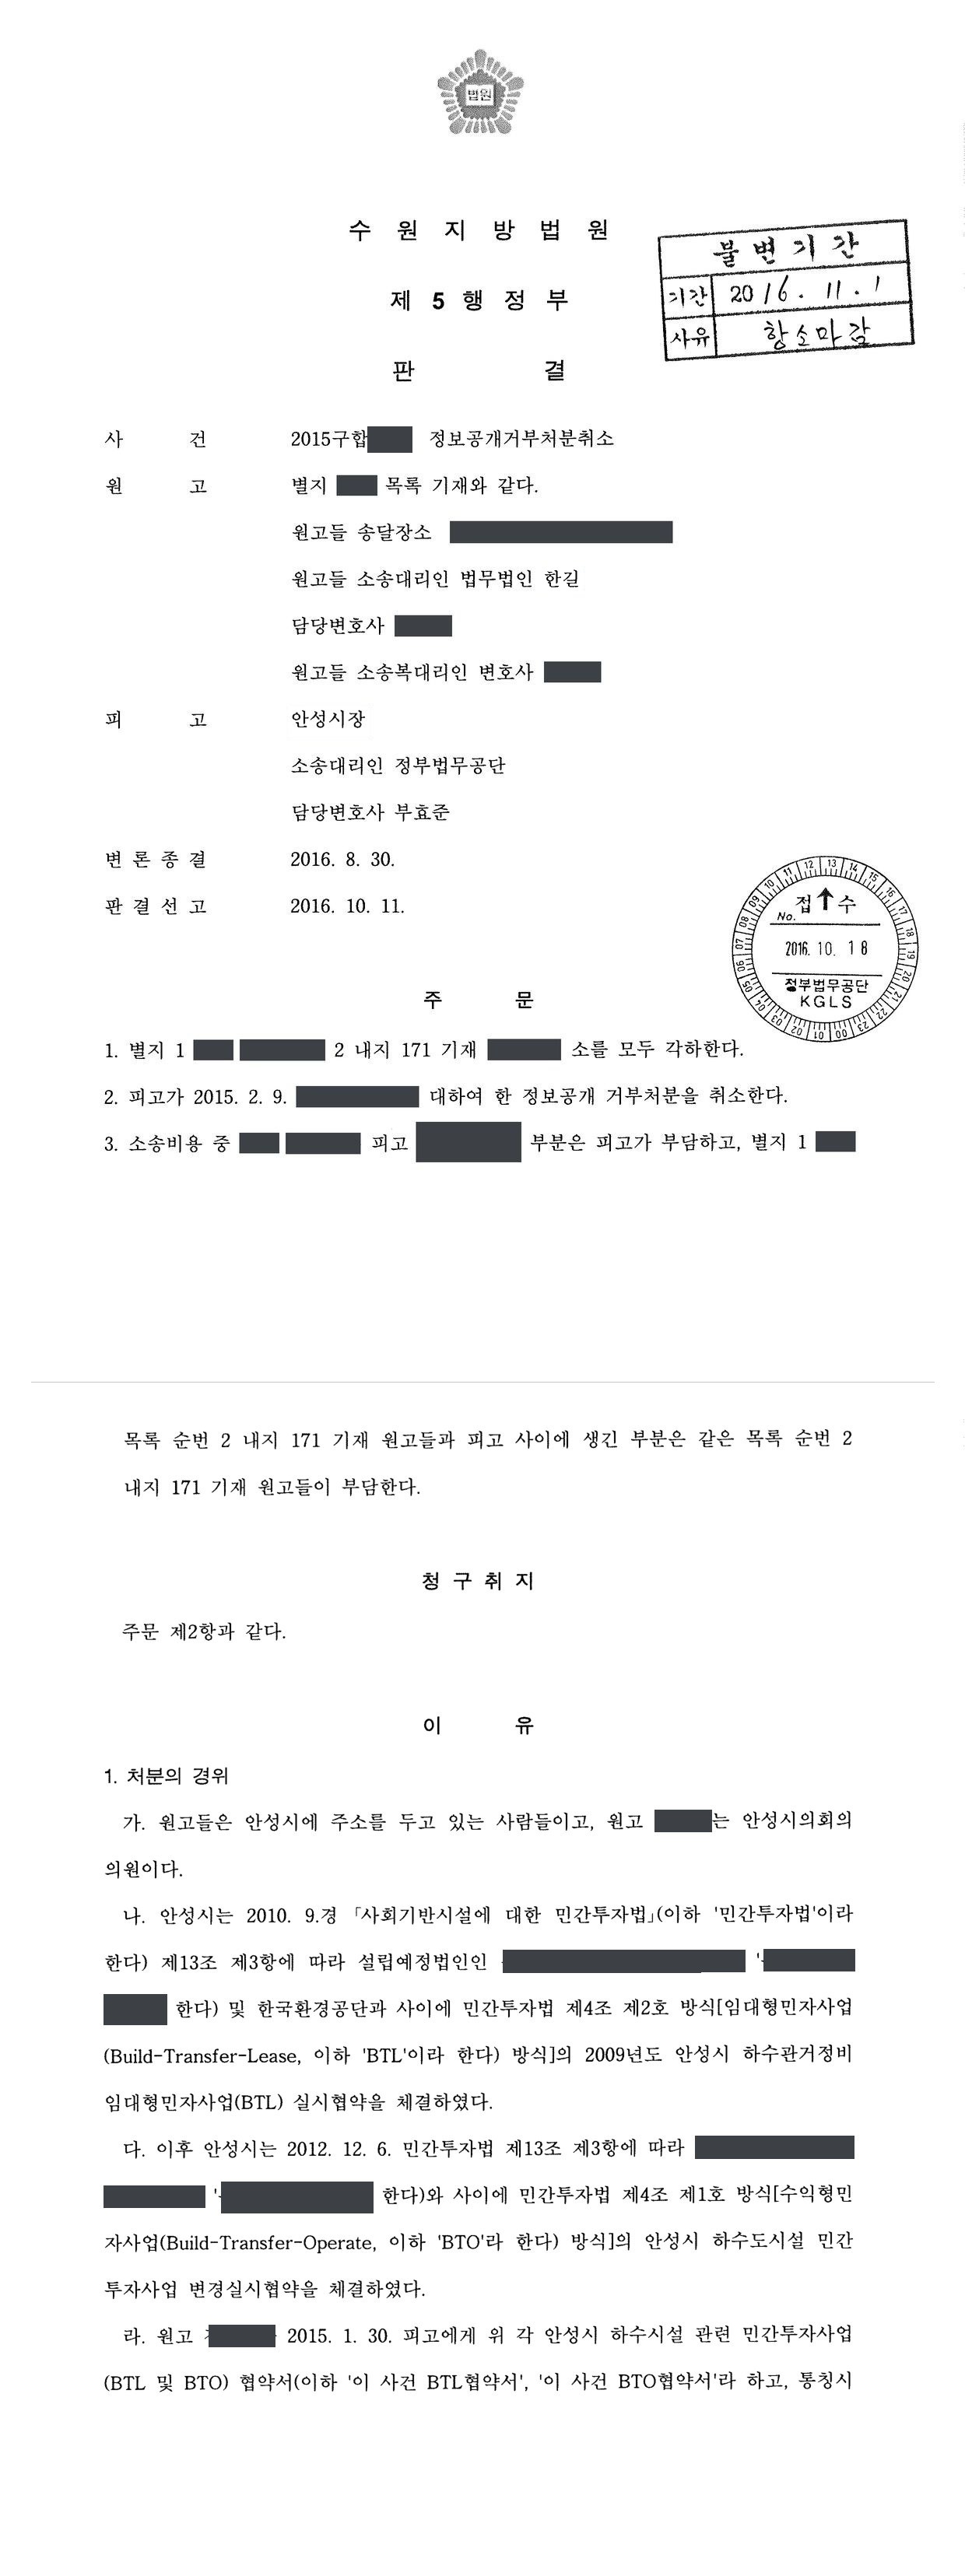 법원
수 원 지 방 법 원
제 5 행 정 부
판 결
불변기간
기간 2016. 11. 1
사유 항소마감
사 건 2015구합 정보공개거부처분취소
원 고 별지 목록 기재와 같다.
원고들 송달장소
원고들 소송대리인 법무법인 한길
담당변호사
원고들 소송복대리인 변호사
피 고 안성시장
소송대리인 정부법무공단
담당변호사 부효준
변 론 종 결 2016. 8. 30.
판 결 선 고 2016. 10. 11.
접 수
No.
2016. 10. 18
정부법무공단
KGLS
주 문
1. 별지 1 2 내지 171 기재 소를 모두 각하한다.
2. 피고가 2015. 2. 9. 대하여 한 정보공개 거부처분을 취소한다.
3. 소송비용 중 피고 부분은 피고가 부담하고, 별지 1
목록 순번 2 내지 171 기재 원고들과 피고 사이에 생긴 부분은 같은 목록 순번 2
내지 171 기재 원고들이 부담한다.
청 구 취 지
주문 제2항과 같다.
이 유
1. 처분의 경위
가. 원고들은 안성시에 주소를 두고 있는 사람들이고, 원고 는 안성시의회의
의원이다.
나. 안성시는 2010. 9.경 「사회기반시설에 대한 민간투자법」(이하 '민간투자법'이라
한다) 제13조 제3항에 따라 설립예정법인인 '
한다) 및 한국환경공단과 사이에 민간투자법 제4조 제2호 방식[임대형민자사업
(Build-Transfer-Lease, 이하 'BTL'이라 한다) 방식]의 2009년도 안성시 하수관거정비
임대형민자사업(BTL) 실시협약을 체결하였다.
다. 이후 안성시는 2012. 12. 6. 민간투자법 제13조 제3항에 따라
' 한다)와 사이에 민간투자법 제4조 제1호 방식[수익형민
자사업(Build-Transfer-Operate, 이하 'BTO'라 한다) 방식]의 안성시 하수도시설 민간
투자사업 변경실시협약을 체결하였다.
라. 원고 2015. 1. 30. 피고에게 위 각 안성시 하수시설 관련 민간투자사업
(BTL 및 BTO) 협약서(이하 '이 사건 BTL협약서', '이 사건 BTO협약서'라 하고, 통칭시